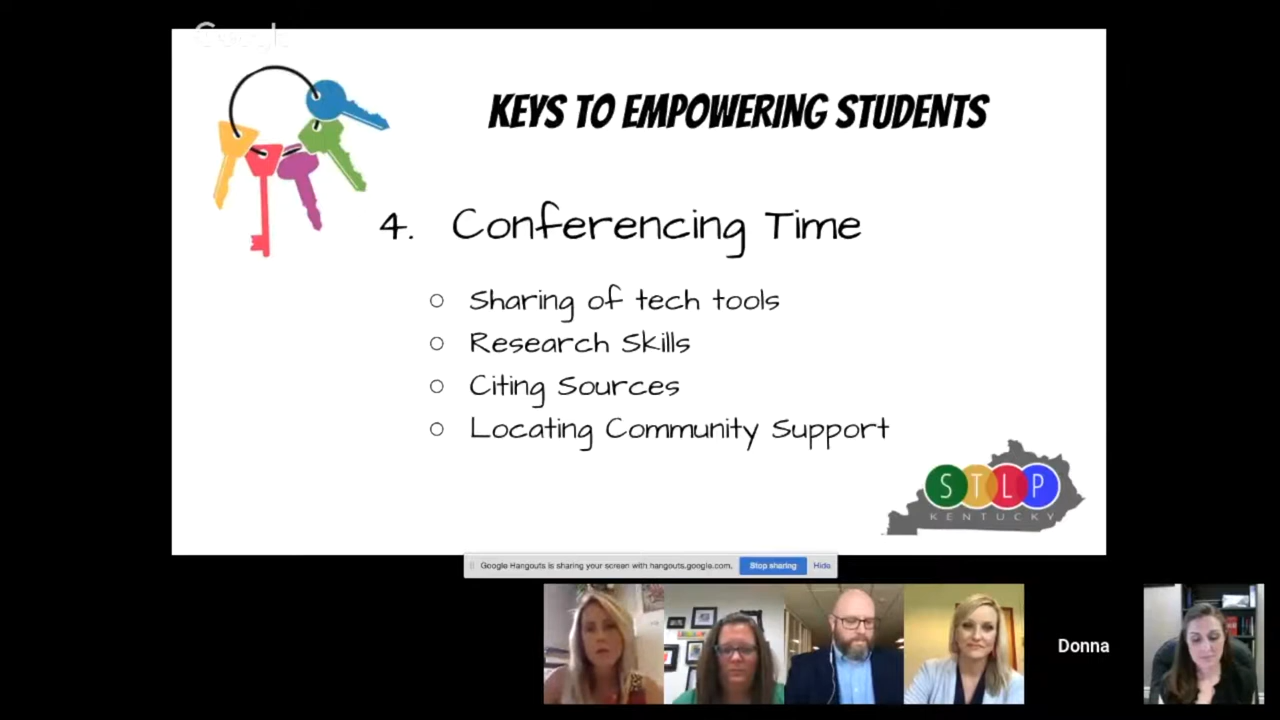 Google
KEYS TO EMPOWERING STUDENTS
4. Conferencing Time
Sharing of tech tools
Research Skills
Citing Sources
Locating Community Support
S T L P
KENTUCKY
Google Hangouts is sharing your screen with hangouts.google.com. Stop sharing Hide
Donna